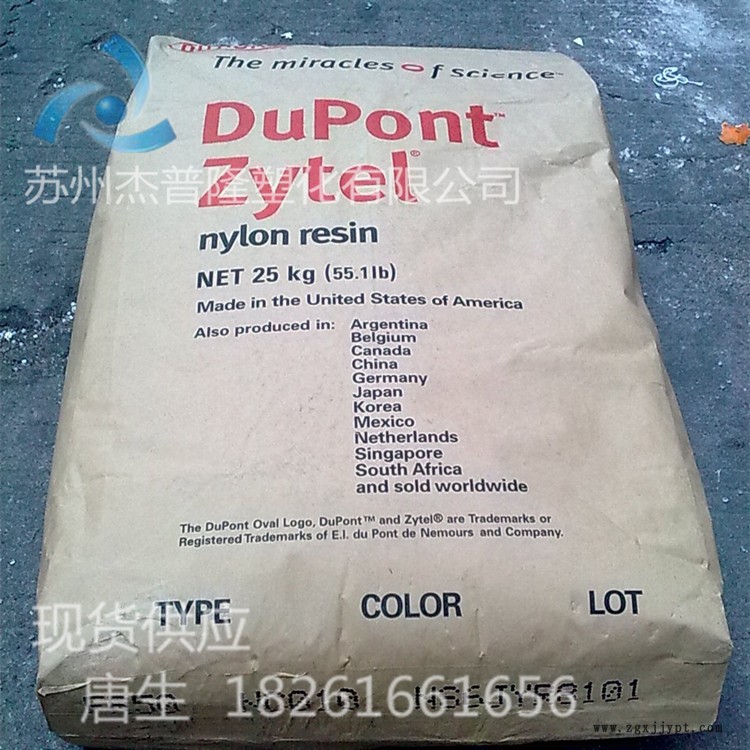 The miracles of science™
DuPont™
Zytel®
苏州杰普隆塑化有限公司
nylon resin
NET 25 kg (55.1lb)
Made in the United States of America
Also produced in: Argentina
Belgium
Canada
China
Germany
Japan
Korea
Mexico
Netherlands
Singapore
South Africa
and sold worldwide
The DuPont Oval Logo, DuPont™ and Zytel® are Trademarks or
Registered Trademarks of E.I. du Pont de Nemours and Company.
TYPE COLOR LOT
现货供应
唐生 18261661656
www.zgxjjypt.com